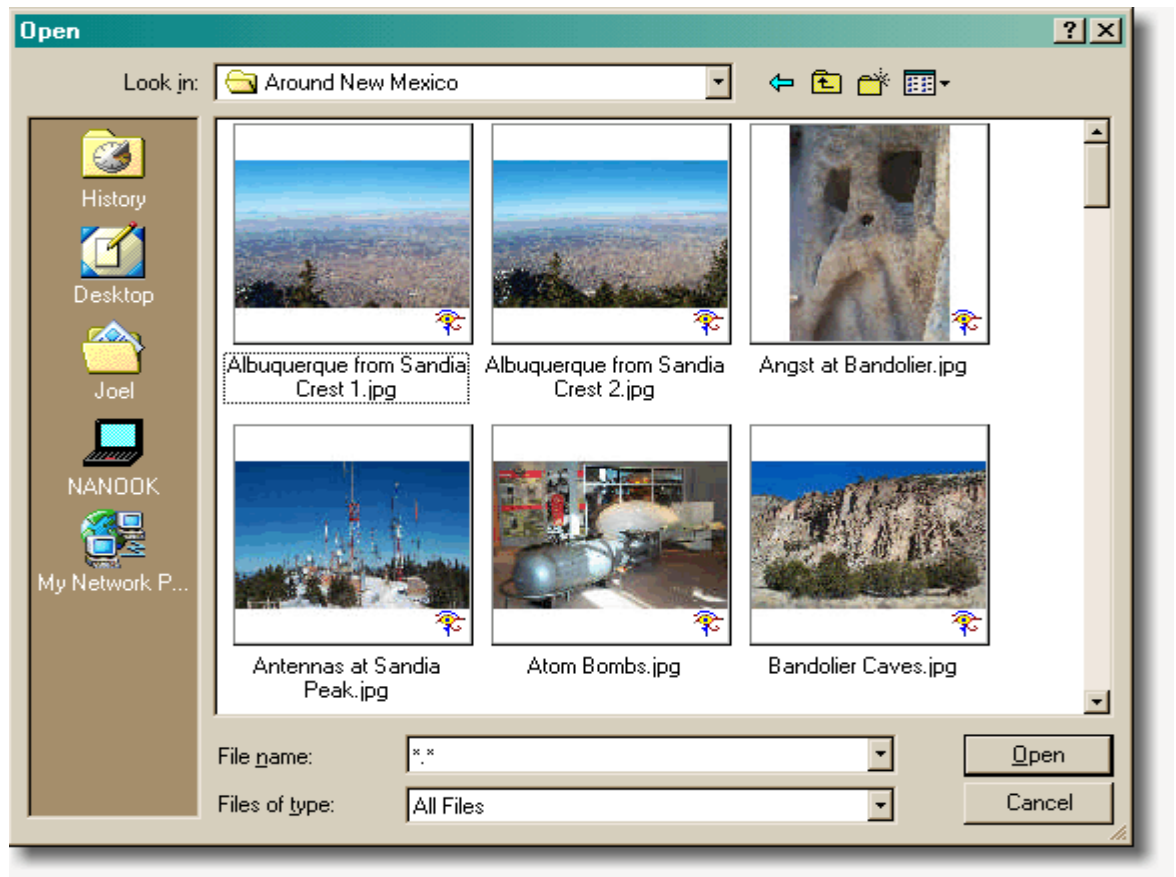 Open
Look in:
Around New Mexico
History
Desktop
Joel
NANOOK
My Network P...
Albuquerque from Sandia
Crest 1.jpg
Albuquerque from Sandia
Crest 2.jpg
Angst at Bandolier.jpg
Antennas at Sandia
Peak.jpg
Atom Bombs.jpg
Bandolier Caves.jpg
File name:
*.*
Open
Files of type:
All Files
Cancel